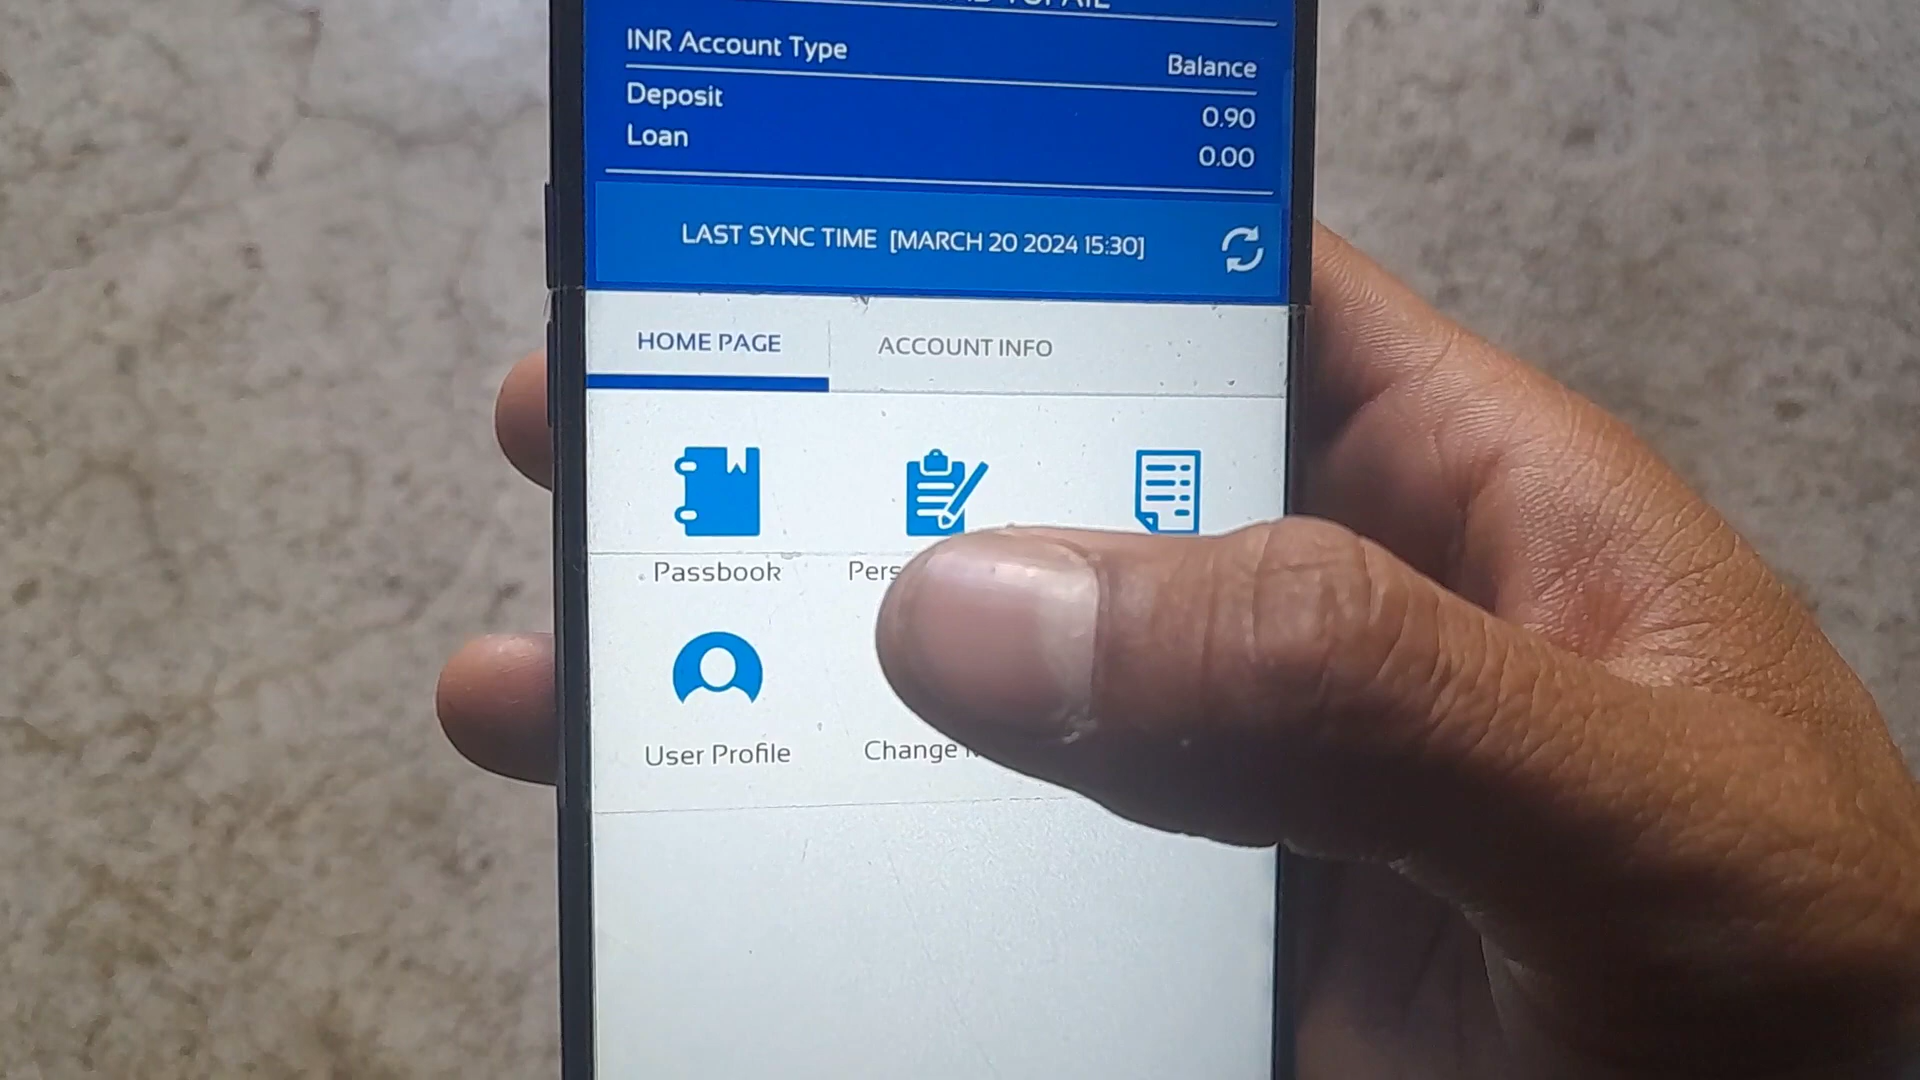 INR Account Type Balance
Deposit 0.90
Loan 0.00
LAST SYNC TIME [MARCH 20 2024 15:30]
HOME PAGE ACCOUNT INFO
Passbook
User Profile Change